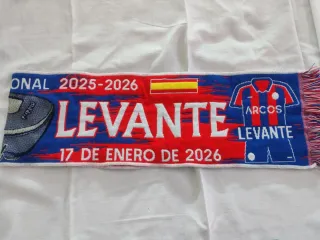 ONAL 2025-2026
LEVANTE
17 DE ENERO DE 2026
ARCOS
LEVANTE